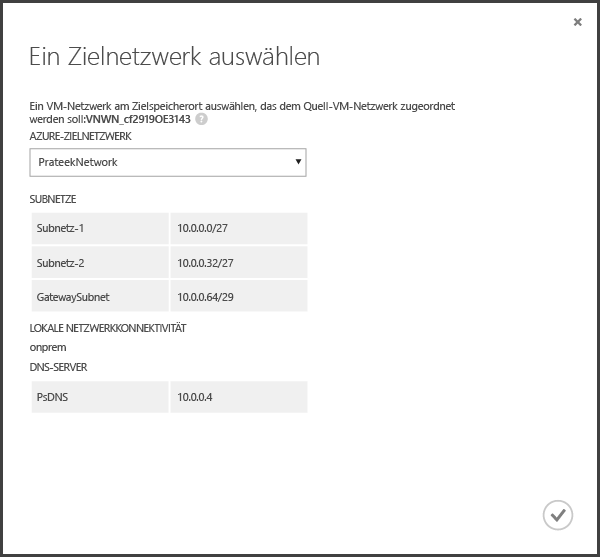 Ein Zielnetzwerk auswählen
Ein VM-Netzwerk am Zielspeicherort auswählen, das dem Quell-VM-Netzwerk zugeordnet
werden soll:VNWN_cf2919OE3143 ?
AZURE-ZIELNETZWERK
PrateekNetwork
SUBNETZE
Subnetz-1 10.0.0.0/27
Subnetz-2 10.0.0.32/27
GatewaySubnet 10.0.0.64/29
LOKALE NETZWERKKONNEKTIVITÄT
onprem
DNS-SERVER
PsDNS 10.0.0.4